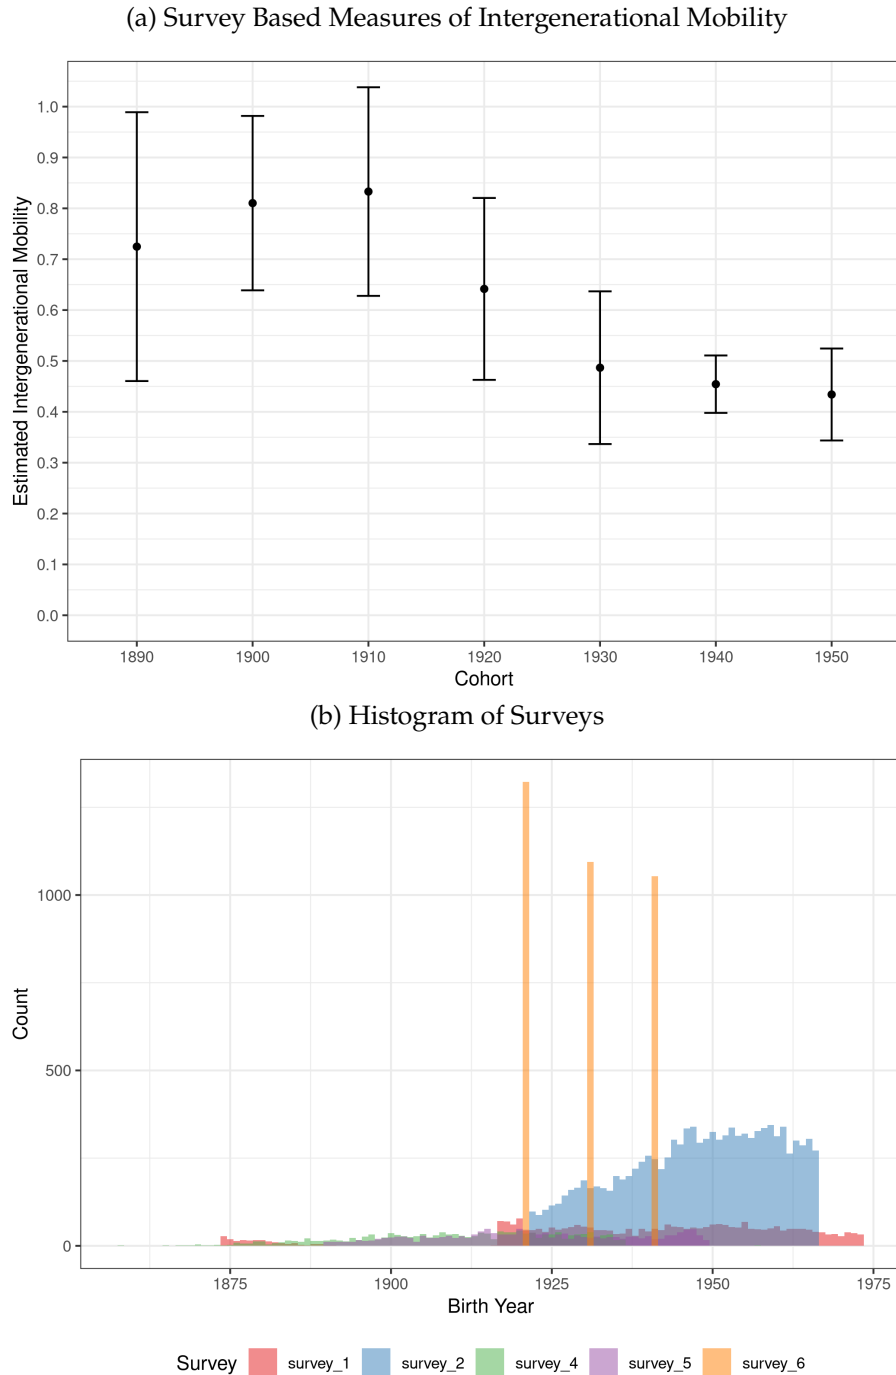 (a) Survey Based Measures of Intergenerational Mobility
Estimated Intergenerational Mobility
1.0
0.9
0.8
0.7
0.6
0.5
0.4
0.3
0.2
0.1
0.0
1890 1900 1910 1920 1930 1940 1950
Cohort
(b) Histogram of Surveys
Count
1000
500
0
1875 1900 1925 1950 1975
Birth Year
Survey survey_1 survey_2 survey_4 survey_5 survey_6